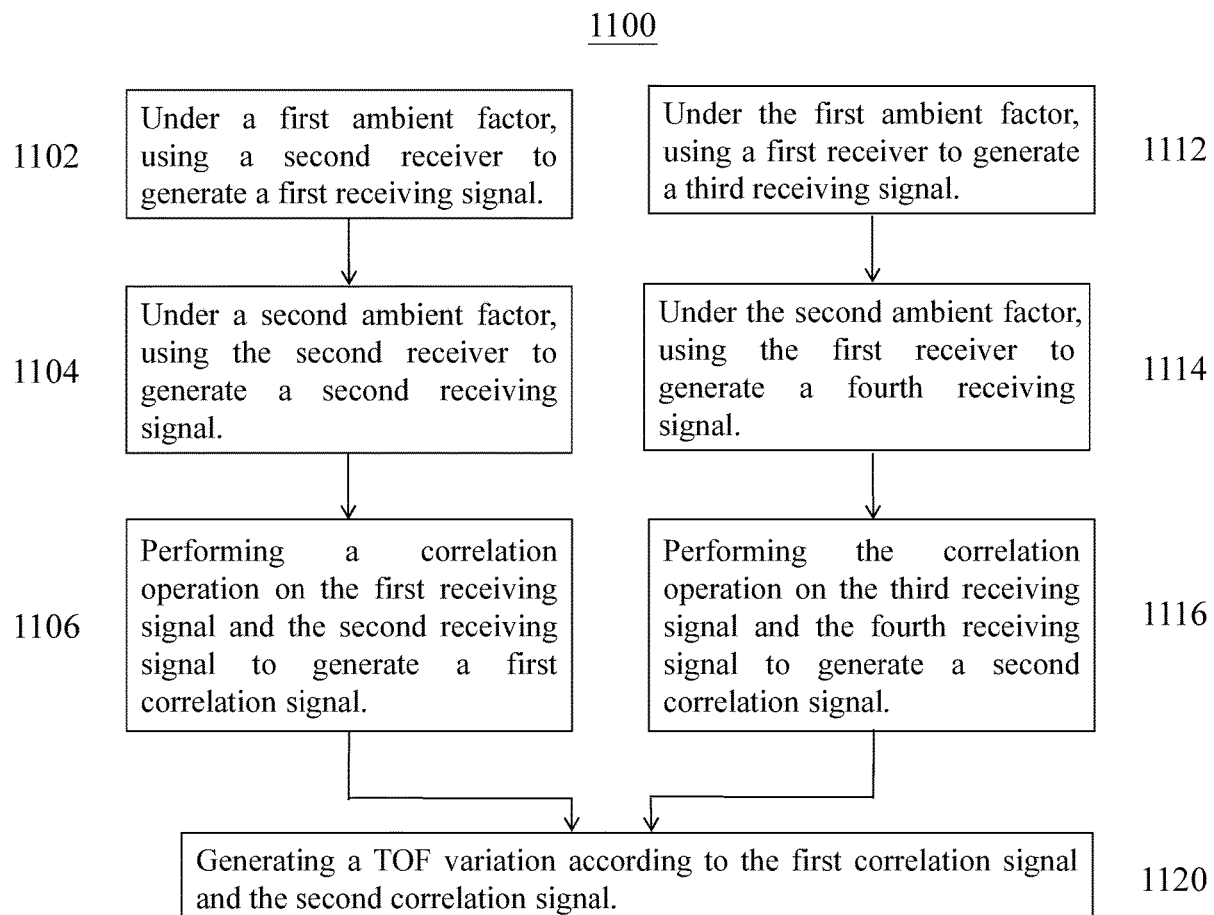 1100
1102
Under a first ambient factor,
using a second receiver to
generate a first receiving signal.
Under the first ambient factor,
using a first receiver to generate
a third receiving signal.
1112
1104
Under a second ambient factor,
using the second receiver to
generate a second receiving
signal.
Under the second ambient factor,
using the first receiver to
generate a fourth receiving
signal.
1114
1106
Performing a correlation
operation on the first receiving
signal and the second receiving
signal to generate a first
correlation signal.
Performing the correlation
operation on the third receiving
signal and the fourth receiving
signal to generate a second
correlation signal.
1116
Generating a TOF variation according to the first correlation signal
and the second correlation signal.
1120